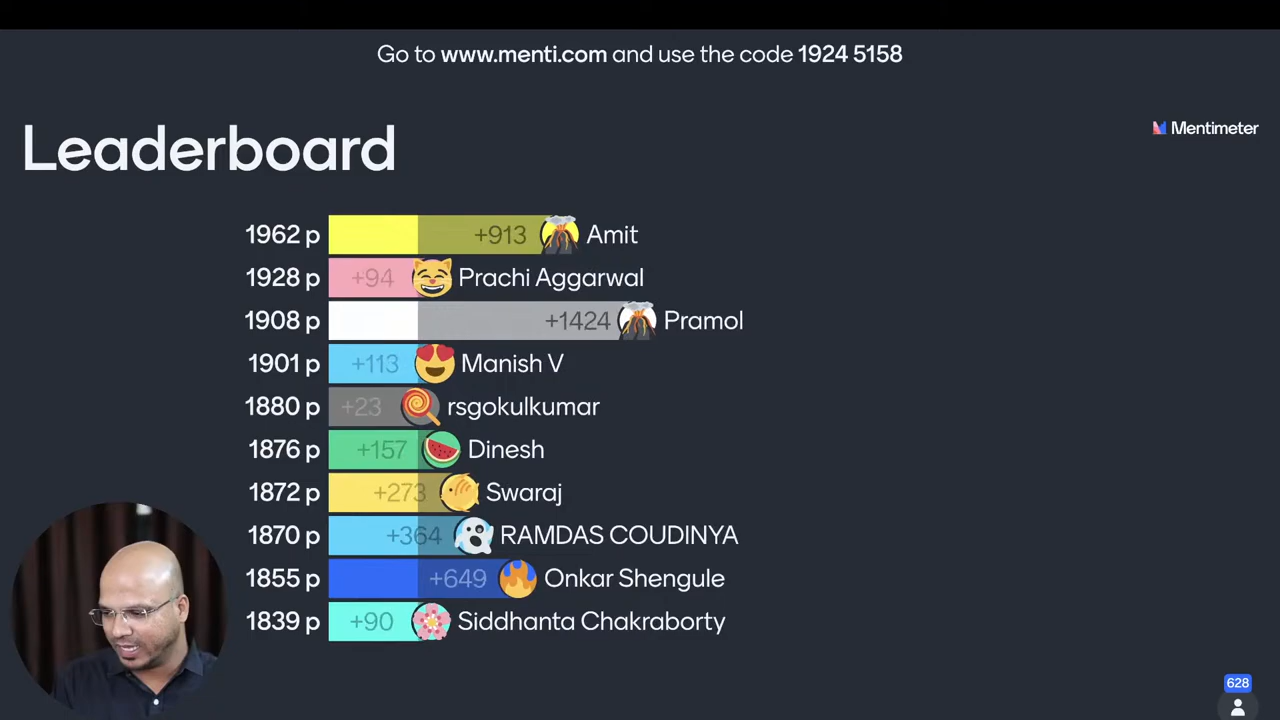 Go to www.menti.com and use the code 1924 5158
Leaderboard
Mentimeter
1962 p +913 Amit
1928 p +94 Prachi Aggarwal
1908 p +1424 Pramol
1901 p +113 Manish V
1880 p +23 rsgokulkumar
1876 p +157 Dinesh
1872 p +273 Swaraj
1870 p +364 RAMDAS COUDINYA
1855 p +649 Onkar Shengule
1839 p +90 Siddhanta Chakraborty
628